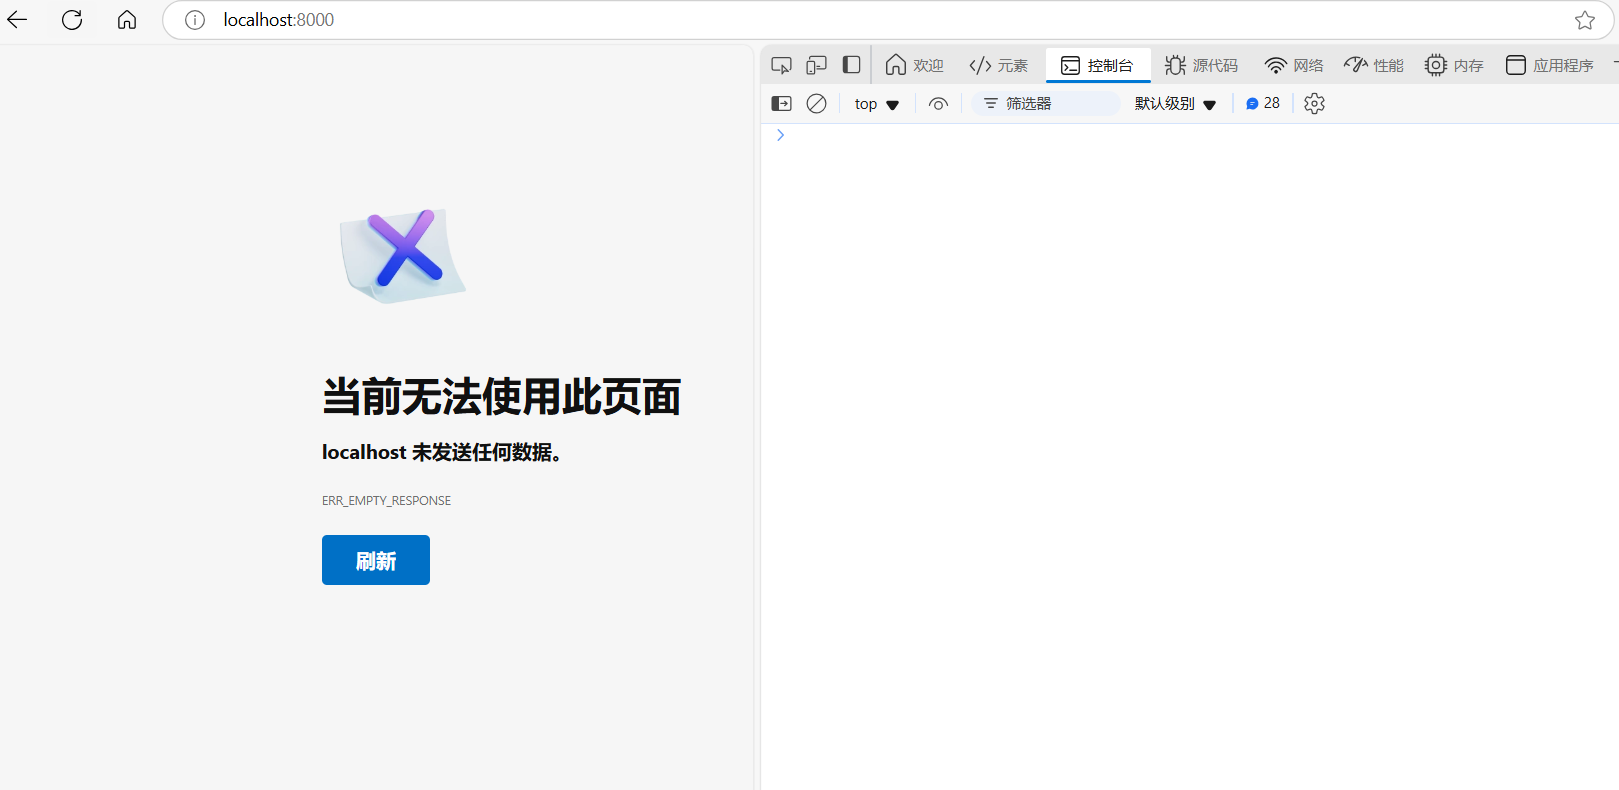 localhost:8000
欢迎
元素
控制台
源代码
网络
性能
内存
应用程序
top
筛选器
默认级别
28
当前无法使用此页面
localhost 未发送任何数据。
ERR_EMPTY_RESPONSE
刷新